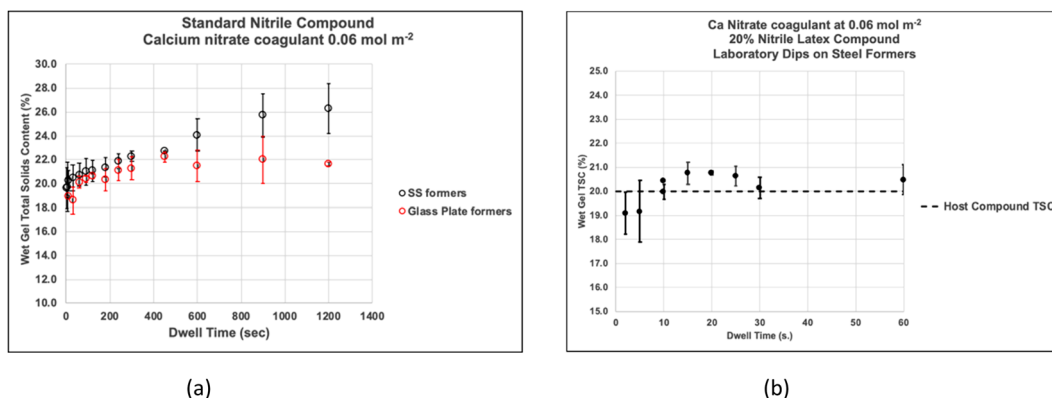 Standard Nitrile Compound
Calcium nitrate coagulant 0.06 mol m⁻²
Wet Gel Total Solids Content (%)
30.0
28.0
26.0
24.0
22.0
20.0
18.0
16.0
14.0
12.0
10.0
0 200 400 600 800 1000 1200 1400
Dwell Time (sec)
SS formers
Glass Plate formers
(a)
Ca Nitrate coagulant at 0.06 mol m⁻²
20% Nitrile Latex Compound
Laboratory Dips on Steel Formers
Wet Gel TSC (%)
25.0
24.0
23.0
22.0
21.0
20.0
19.0
18.0
17.0
16.0
15.0
0 10 20 30 40 50 60
Dwell Time (s.)
Host Compound TSC
(b)